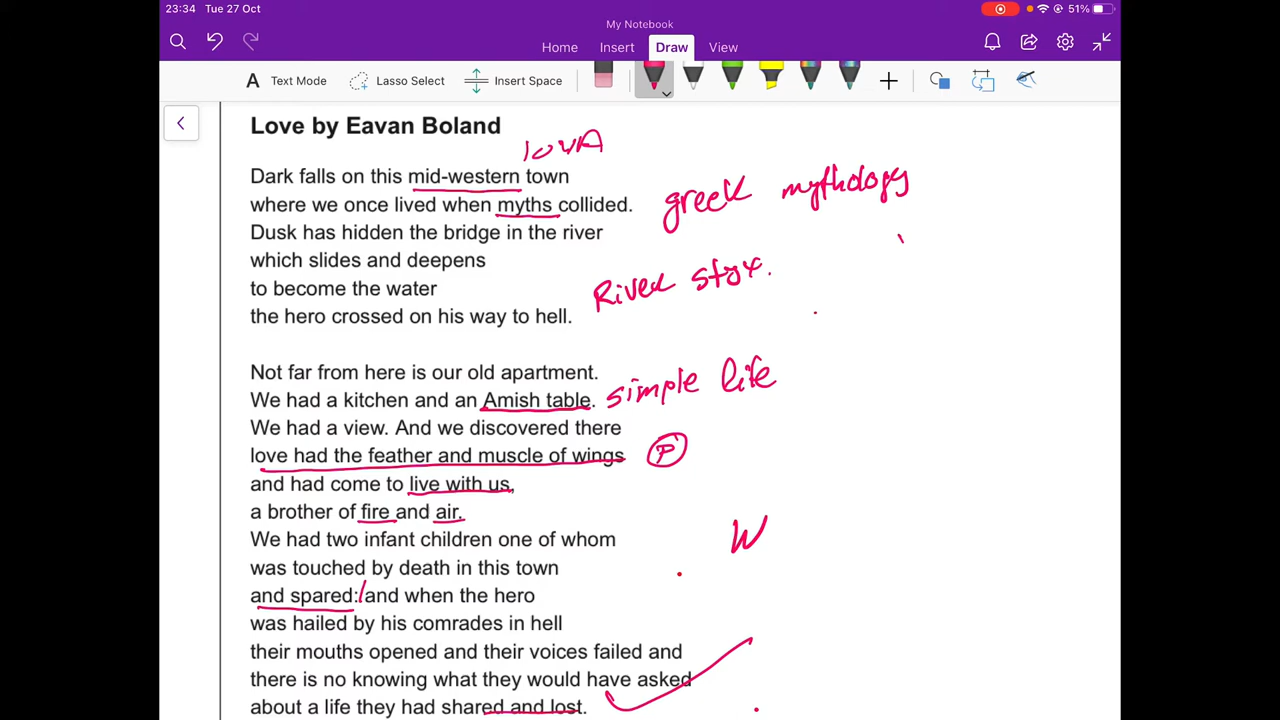 23:34 Tue 27 Oct 51%
My Notebook
Home Insert Draw View
A Text Mode Lasso Select Insert Space
Love by Eavan Boland
IOWA
Dark falls on this mid-western town
where we once lived when myths collided. greek mythology
Dusk has hidden the bridge in the river
which slides and deepens
to become the water River styx.
the hero crossed on his way to hell.
Not far from here is our old apartment.
We had a kitchen and an Amish table. simple life
We had a view. And we discovered there
love had the feather and muscle of wings P
and had come to live with us,
a brother of fire and air.
We had two infant children one of whom W
was touched by death in this town
and spared:/and when the hero
was hailed by his comrades in hell
their mouths opened and their voices failed and
there is no knowing what they would have asked
about a life they had shared and lost.